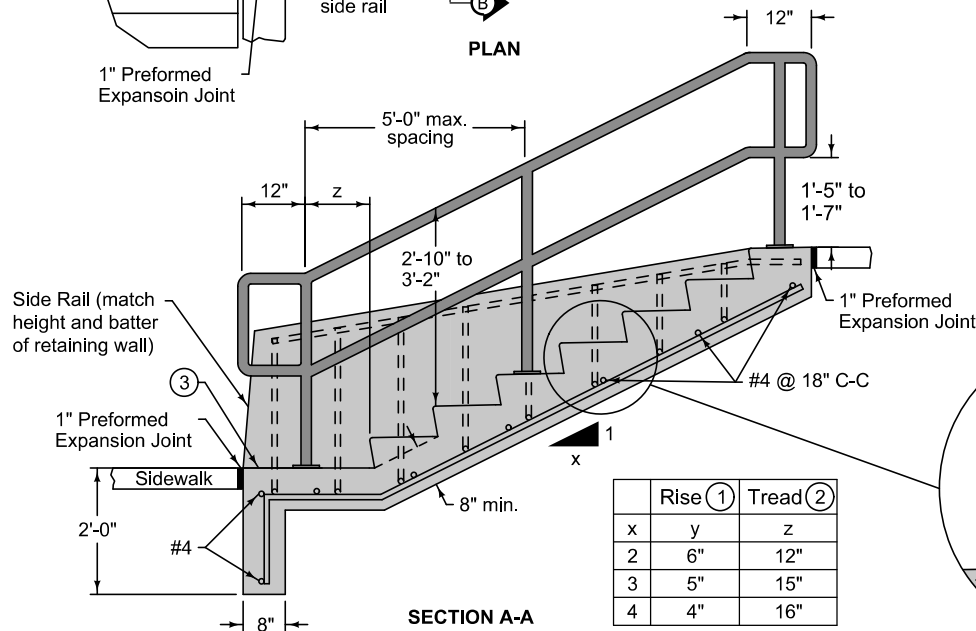 side rail
B
PLAN
1" Preformed
Expansoin Joint
12"
5'-0" max.
spacing
12"
z
1'-5" to
1'-7"
2'-10" to
3'-2"
Side Rail (match
height and batter
of retaining wall)
3
1" Preformed
Expansion Joint
1" Preformed
Expansion Joint
#4 @ 18" C-C
1
x
Sidewalk
8" min.
2'-0"
#4
Rise 1 Tread 2
x y z
2 6" 12"
3 5" 15"
4 4" 16"
SECTION A-A
8"